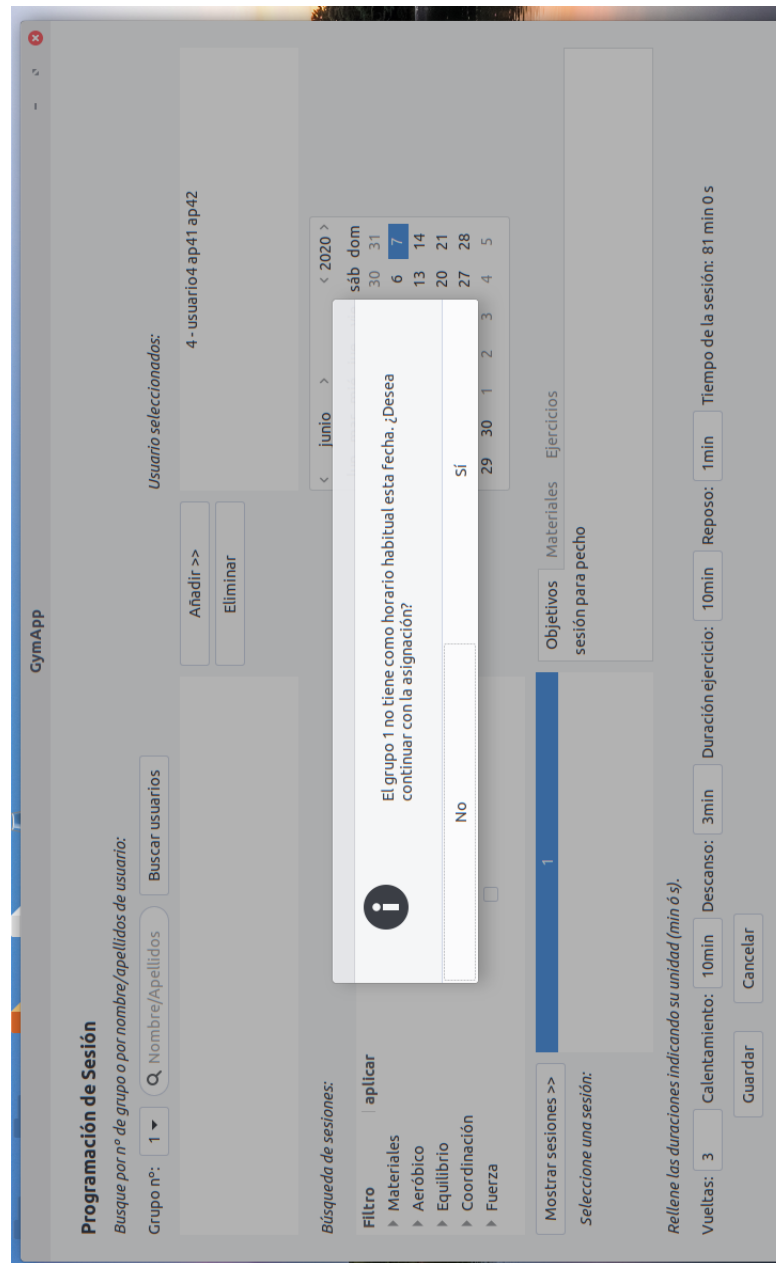 GymApp
Programación de Sesión
Busque por nº de grupo o por nombre/apellidos de usuario:
Grupo nº: 1 Nombre/Apellidos Buscar usuarios
Usuario seleccionados:
Añadir >>
Eliminar
4 - usuario4 ap41 ap42
Búsqueda de sesiones:
Filtro aplicar
Materiales
Aeróbico
Equilibrio
Coordinación
Fuerza
< junio > < 2020 >
sáb dom
30 31
6 7
13 14
20 21
27 28
29 30 1 2 3 4 5
El grupo 1 no tiene como horario habitual esta fecha. ¿Desea
continuar con la asignación?
No Sí
Mostrar sesiones >>
Seleccione una sesión:
1
Objetivos Materiales Ejercicios
sesión para pecho
Rellene las duraciones indicando su unidad (min ó s).
Vueltas: 3 Calentamiento: 10min Descanso: 3min Duración ejercicio: 10min Reposo: 1min Tiempo de la sesión: 81 min 0 s
Guardar Cancelar